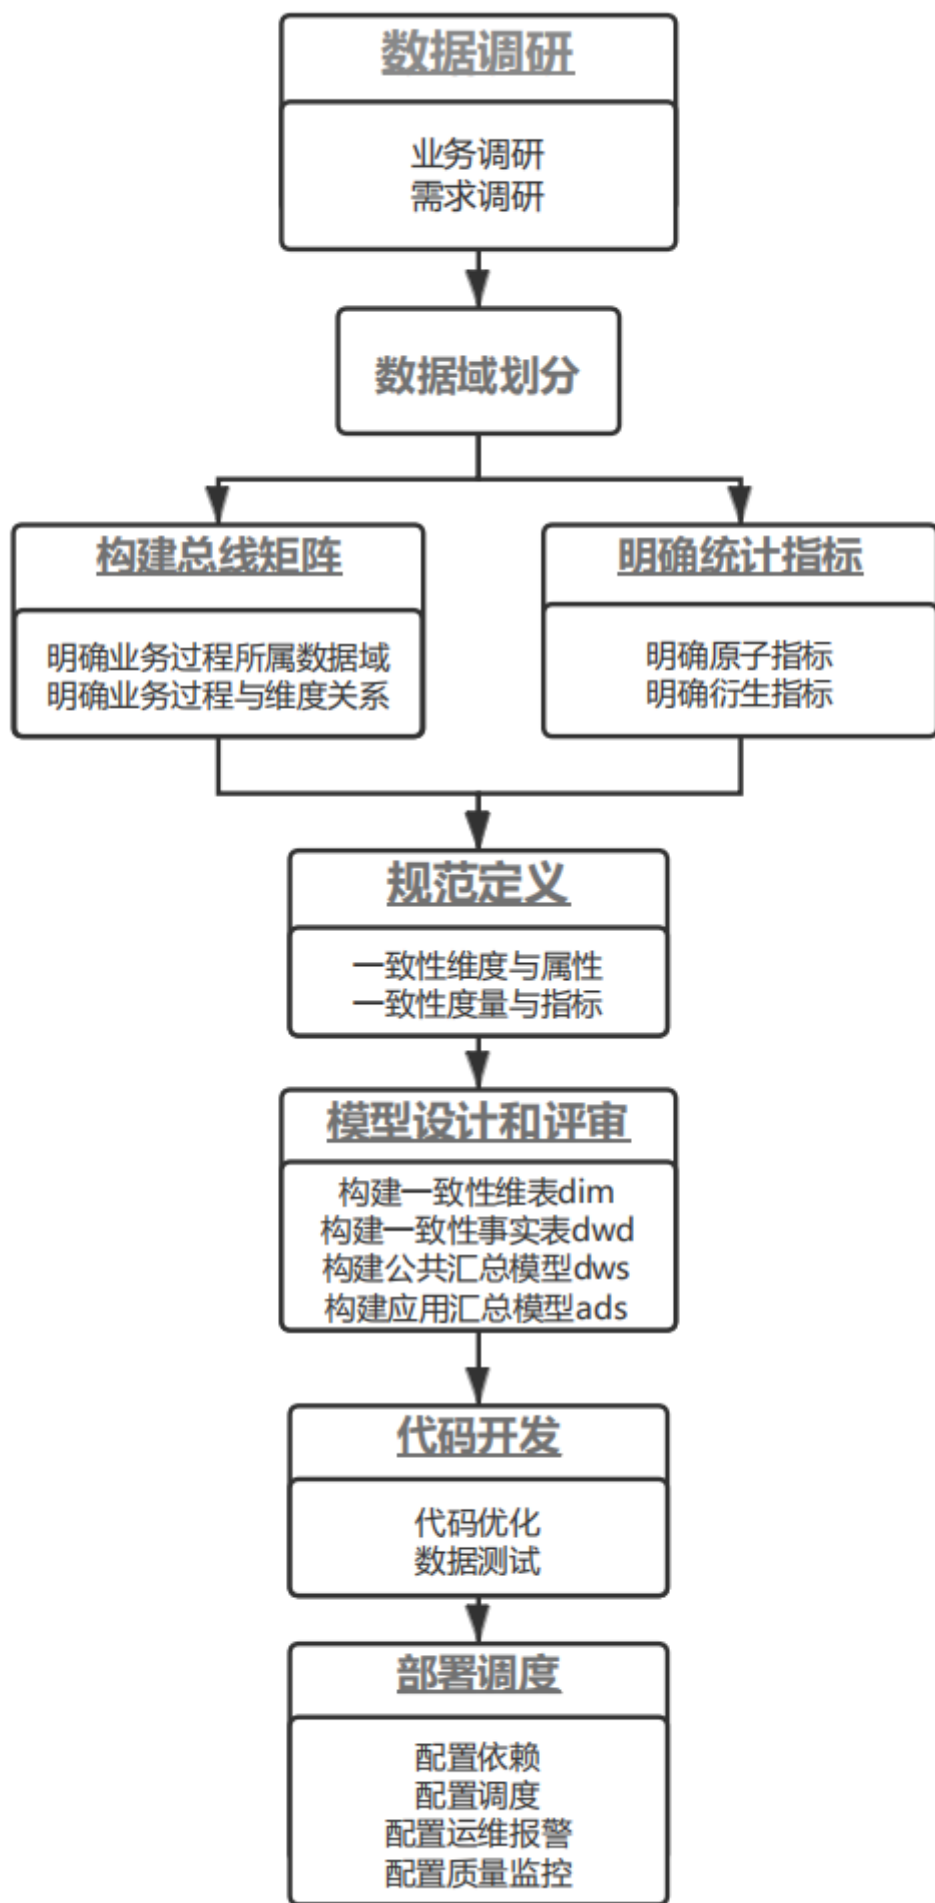 数据调研
业务调研
需求调研
数据域划分
构建总线矩阵
明确业务过程所属数据域
明确业务过程与维度关系
明确统计指标
明确原子指标
明确衍生指标
规范定义
一致性维度与属性
一致性度量与指标
模型设计和评审
构建一致性维表dim
构建一致性事实表dwd
构建公共汇总模型dws
构建应用汇总模型ads
代码开发
代码优化
数据测试
部署调度
配置依赖
配置调度
配置运维报警
配置质量监控